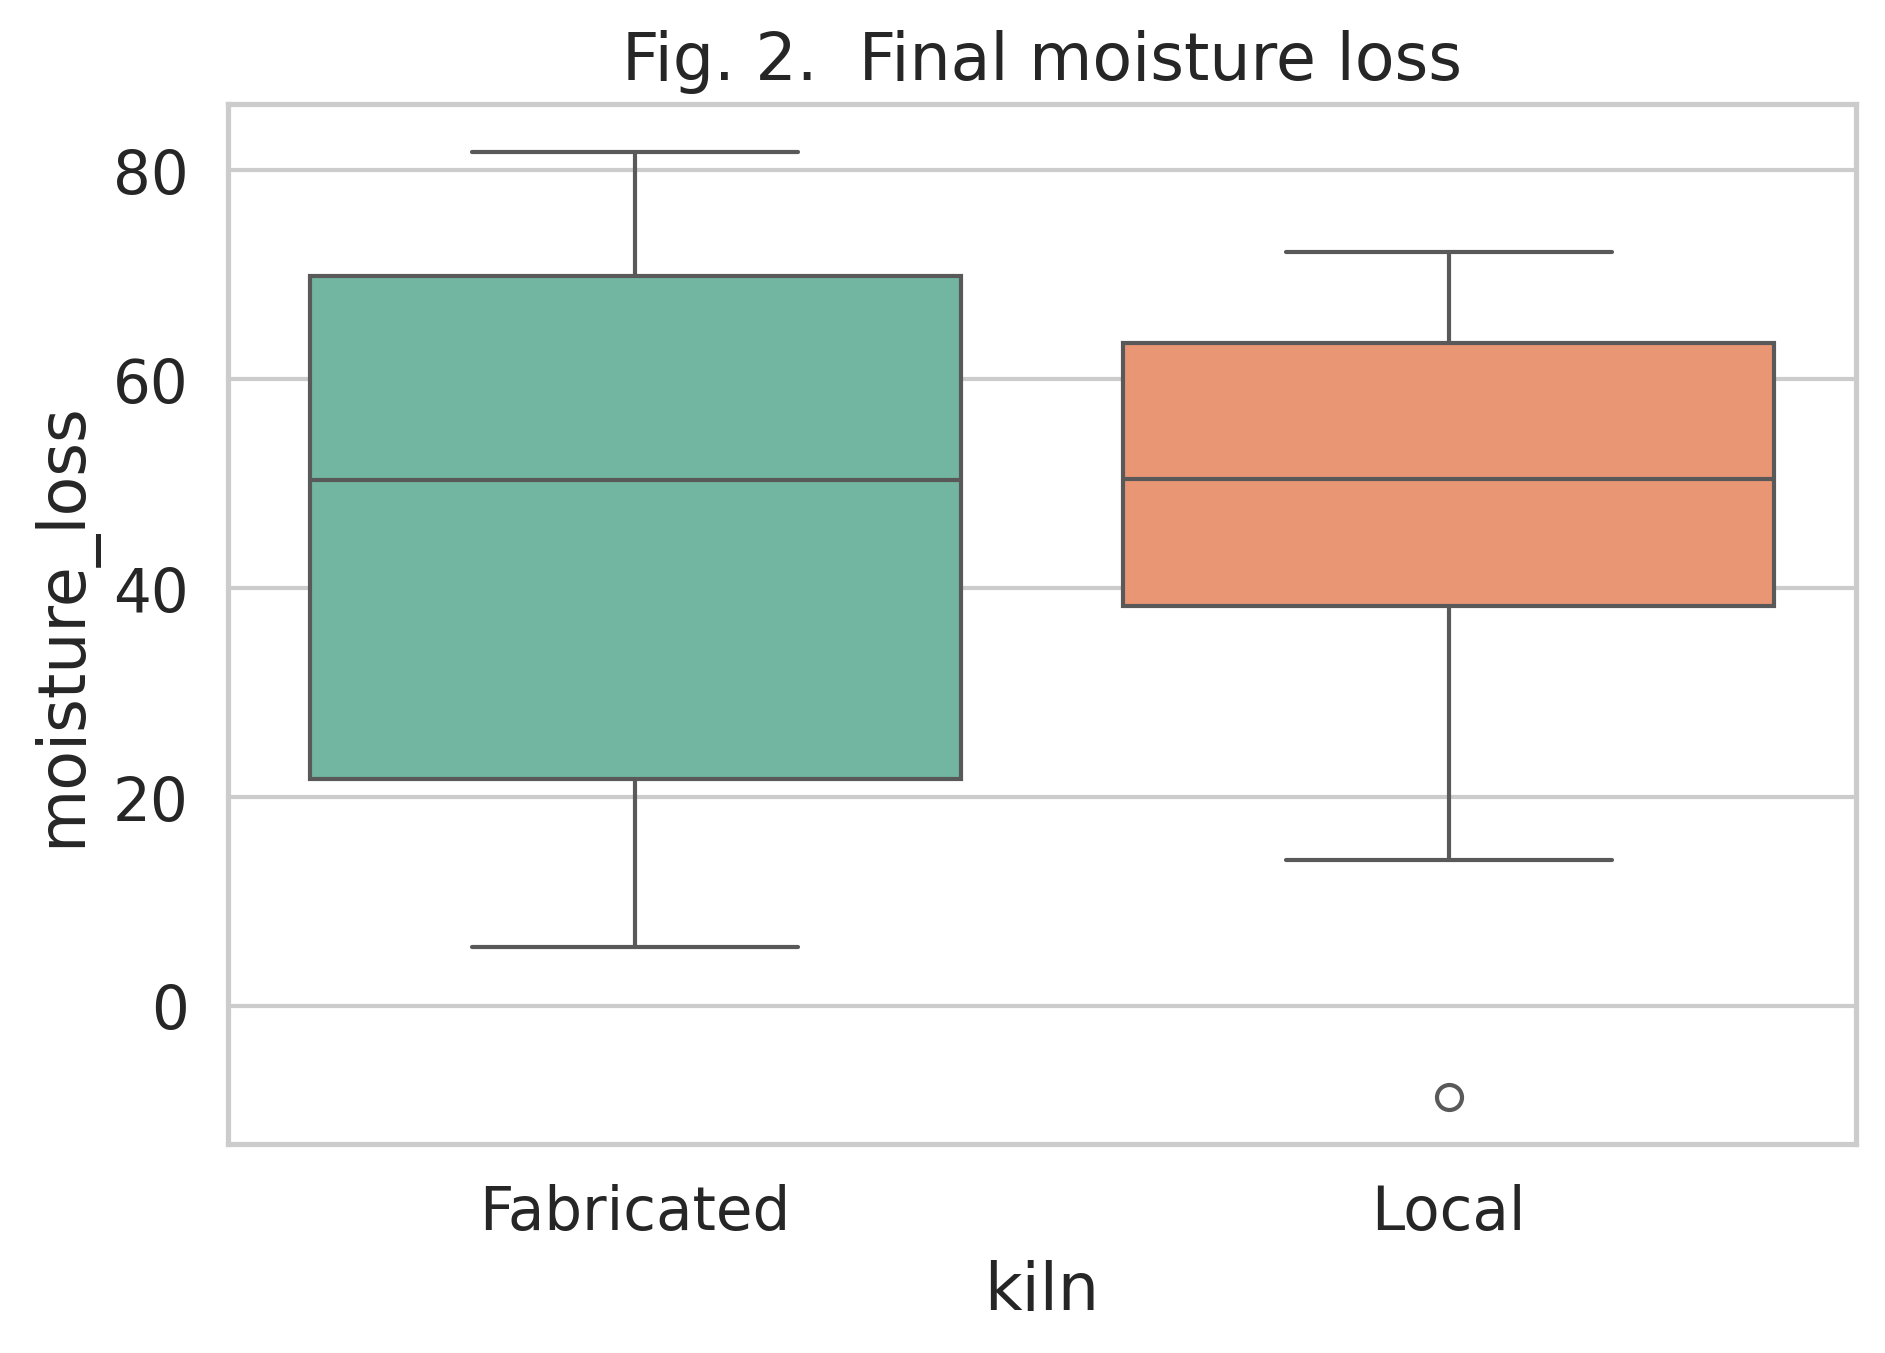 Fig. 2.  Final moisture loss
moisture_loss
80
60
40
20
0
Fabricated
Local
kiln